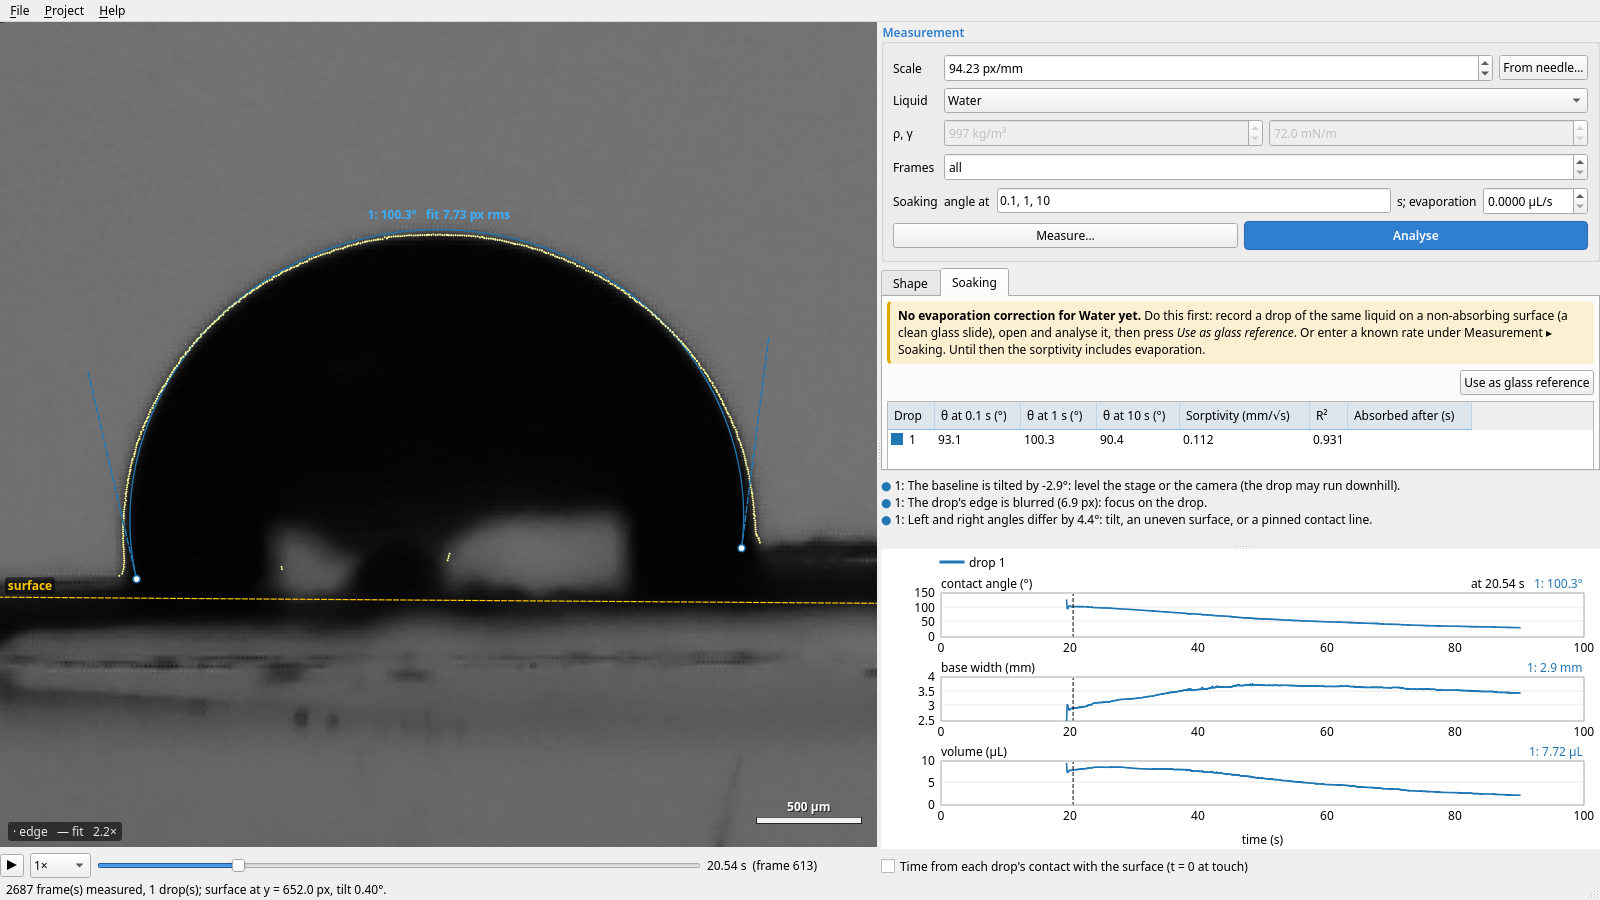 File Project Help
Measurement
Scale 94.23 px/mm From needle...
Liquid Water
ρ, γ 997 kg/m³ 72.0 mN/m
Frames all
Soaking angle at 0.1, 1, 10 s; evaporation 0.0000 µL/s
Measure... Analyse
Shape Soaking
No evaporation correction for Water yet. Do this first: record a drop of the same liquid on a non-absorbing surface (a
clean glass slide), open and analyse it, then press Use as glass reference. Or enter a known rate under Measurement ▸
Soaking. Until then the sorptivity includes evaporation.
Use as glass reference
Drop θ at 0.1 s (°) θ at 1 s (°) θ at 10 s (°) Sorptivity (mm/√s) R² Absorbed after (s)
1 93.1 100.3 90.4 0.112 0.931
1: The baseline is tilted by -2.9°: level the stage or the camera (the drop may run downhill).
1: The drop's edge is blurred (6.9 px): focus on the drop.
1: Left and right angles differ by 4.4°: tilt, an uneven surface, or a pinned contact line.
drop 1
contact angle (°) at 20.54 s 1: 100.3°
150
100
50
0
0 20 40 60 80 100
base width (mm) 1: 2.9 mm
4
3.5
3
2.5
0 20 40 60 80 100
volume (µL) 1: 7.72 µL
10
5
0
0 20 40 60 80 100
time (s)
Time from each drop's contact with the surface (t = 0 at touch)
1: 100.3° fit 7.73 px rms
surface
500 µm
· edge — fit 2.2×
1× 20.54 s (frame 613)
2687 frame(s) measured, 1 drop(s); surface at y = 652.0 px, tilt 0.40°.